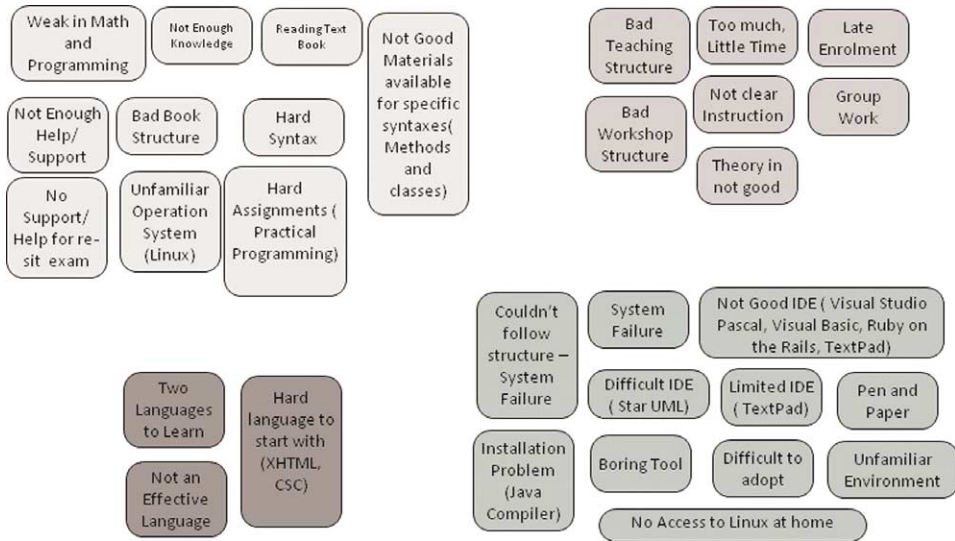 Weak in Math
and
Programming
Not Enough
Knowledge
Reading Text
Book
Not Good
Materials
available
for specific
syntaxes(
Methods
and
classes)
Not Enough
Help/
Support
Bad Book
Structure
Hard
Syntax
No
Support/
Help for re-
sit exam
Unfamiliar
Operation
System
(Linux)
Hard
Assignments (
Practical
Programming)
Bad
Teaching
Structure
Too much,
Little Time
Late
Enrolment
Bad
Workshop
Structure
Not clear
Instruction
Group
Work
Theory in
not good
Two
Languages
to Learn
Hard
language to
start with
(XHTML,
CSC)
Not an
Effective
Language
Couldn't
follow
structure –
System
Failure
System
Failure
Not Good IDE ( Visual Studio
Pascal, Visual Basic, Ruby on
the Rails, TextPad)
Difficult IDE
( Star UML)
Limited IDE
( TextPad)
Pen and
Paper
Installation
Problem
(Java
Compiler)
Boring Tool
Difficult to
adopt
Unfamiliar
Environment
No Access to Linux at home